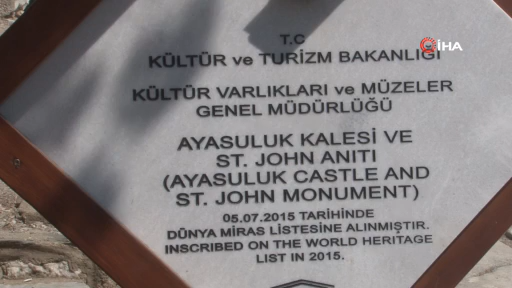 T.C
KÜLTÜR ve TURİZM BAKANLIĞI
İHA
KÜLTÜR VARLIKLARI ve MÜZELER
GENEL MÜDÜRLÜĞÜ
AYASULUK KALESİ VE
ST. JOHN ANITI
(AYASULUK CASTLE AND
ST. JOHN MONUMENT)
05.07.2015 TARİHİNDE
DÜNYA MİRAS LİSTESİNE ALINMIŞTIR.
INSCRIBED ON THE WORLD HERITAGE
LIST IN 2015.